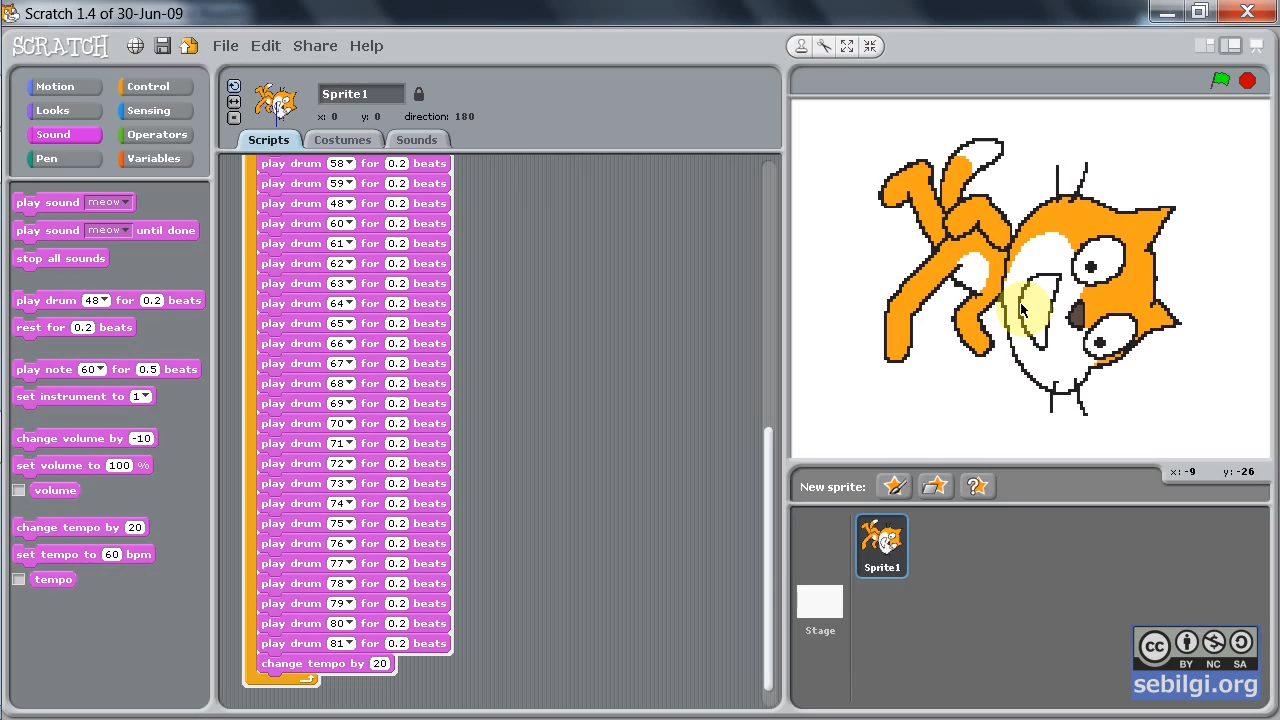 Scratch 1.4 of 30-Jun-09
SCRATCH File Edit Share Help
Motion Control
Looks Sensing
Sound Operators
Pen Variables
play sound meow
play sound meow until done
stop all sounds
play drum 48 for 0.2 beats
rest for 0.2 beats
play note 60 for 0.5 beats
set instrument to 1
change volume by -10
set volume to 100 %
volume
change tempo by 20
set tempo to 60 bpm
tempo
Sprite1
x: 0 y: 0 direction: 180
Scripts Costumes Sounds
play drum 58 for 0.2 beats
play drum 59 for 0.2 beats
play drum 48 for 0.2 beats
play drum 60 for 0.2 beats
play drum 61 for 0.2 beats
play drum 62 for 0.2 beats
play drum 63 for 0.2 beats
play drum 64 for 0.2 beats
play drum 65 for 0.2 beats
play drum 66 for 0.2 beats
play drum 67 for 0.2 beats
play drum 68 for 0.2 beats
play drum 69 for 0.2 beats
play drum 70 for 0.2 beats
play drum 71 for 0.2 beats
play drum 72 for 0.2 beats
play drum 73 for 0.2 beats
play drum 74 for 0.2 beats
play drum 75 for 0.2 beats
play drum 76 for 0.2 beats
play drum 77 for 0.2 beats
play drum 78 for 0.2 beats
play drum 79 for 0.2 beats
play drum 80 for 0.2 beats
play drum 81 for 0.2 beats
change tempo by 20
x: -9 y: -26
New sprite:
Sprite1
Stage
cc
BY NC SA
sebilgi.org